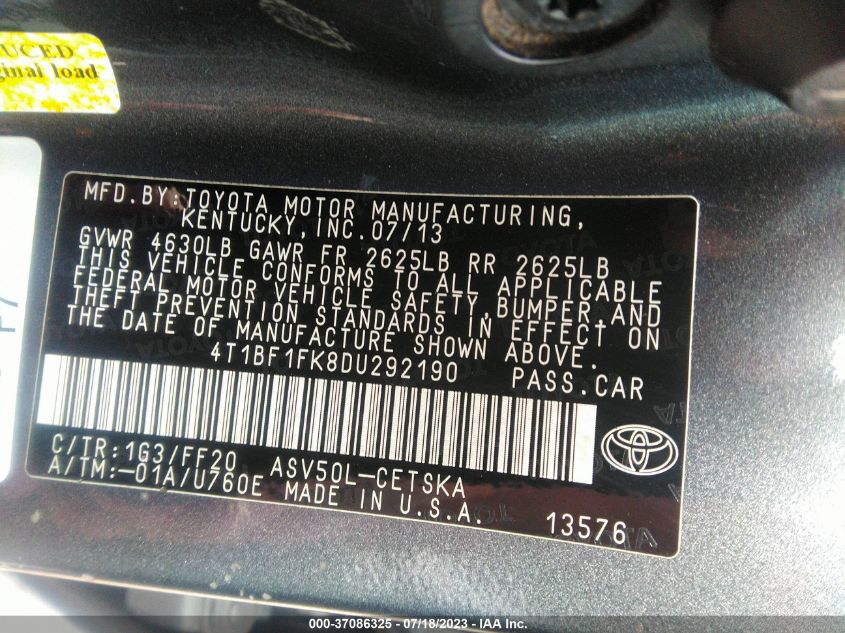 UCED
ginal load
MFD.BY:TOYOTA MOTOR MANUFACTURING,
KENTUCKY, INC.07/13
GVWR 4630LB GAWR FR 2625LB RR 2625LB
THIS VEHICLE CONFORMS TO ALL APPLICABLE
FEDERAL MOTOR VEHICLE SAFETY,BUMPER,AND
THEFT PREVENTION STANDARDS IN EFFECT ON
THE DATE OF MANUFACTURE SHOWN ABOVE.
4T1BF1FK8DU292190 PASS.CAR
C/TR:1G3/FF20 ASV50L-CETSKA
A/TM:-01A/U760E MADE IN U.S.A.
13576
000-37086325 - 07/18/2023 - IAA Inc.